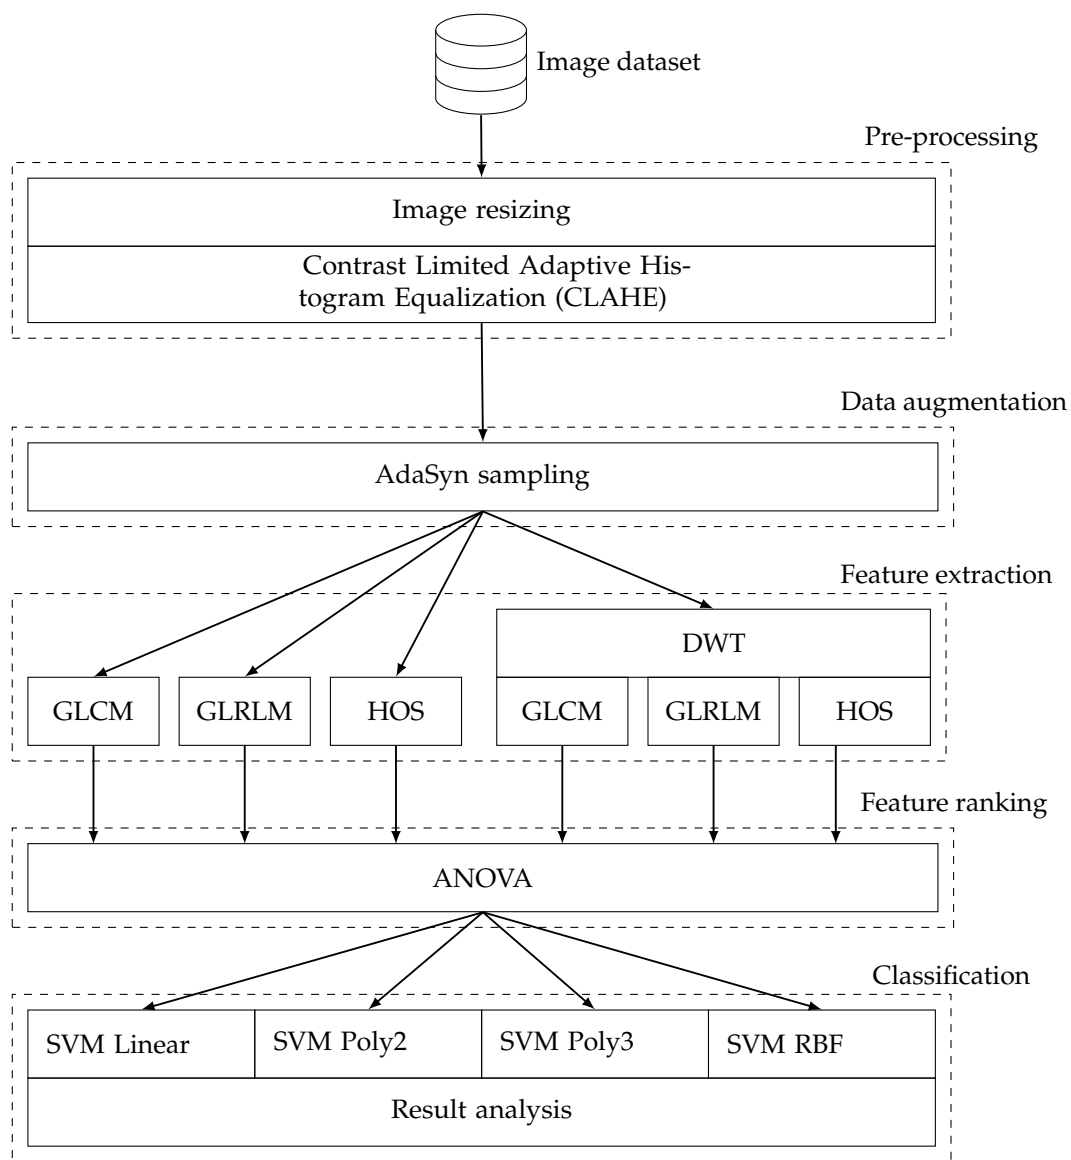 Image dataset
Pre-processing
Image resizing
Contrast Limited Adaptive His-
togram Equalization (CLAHE)
Data augmentation
AdaSyn sampling
Feature extraction
DWT
GLCM
GLRLM
HOS
GLCM
GLRLM
HOS
Feature ranking
ANOVA
Classification
SVM Linear
SVM Poly2
SVM Poly3
SVM RBF
Result analysis